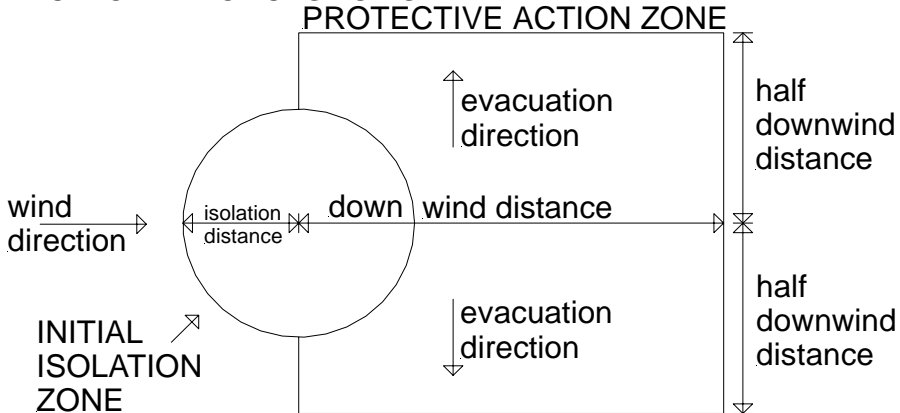 PROTECTIVE ACTION ZONE
evacuation
direction
half
downwind
distance
wind
direction
isolation
distance
down wind distance
evacuation
direction
half
downwind
distance
INITIAL
ISOLATION
ZONE